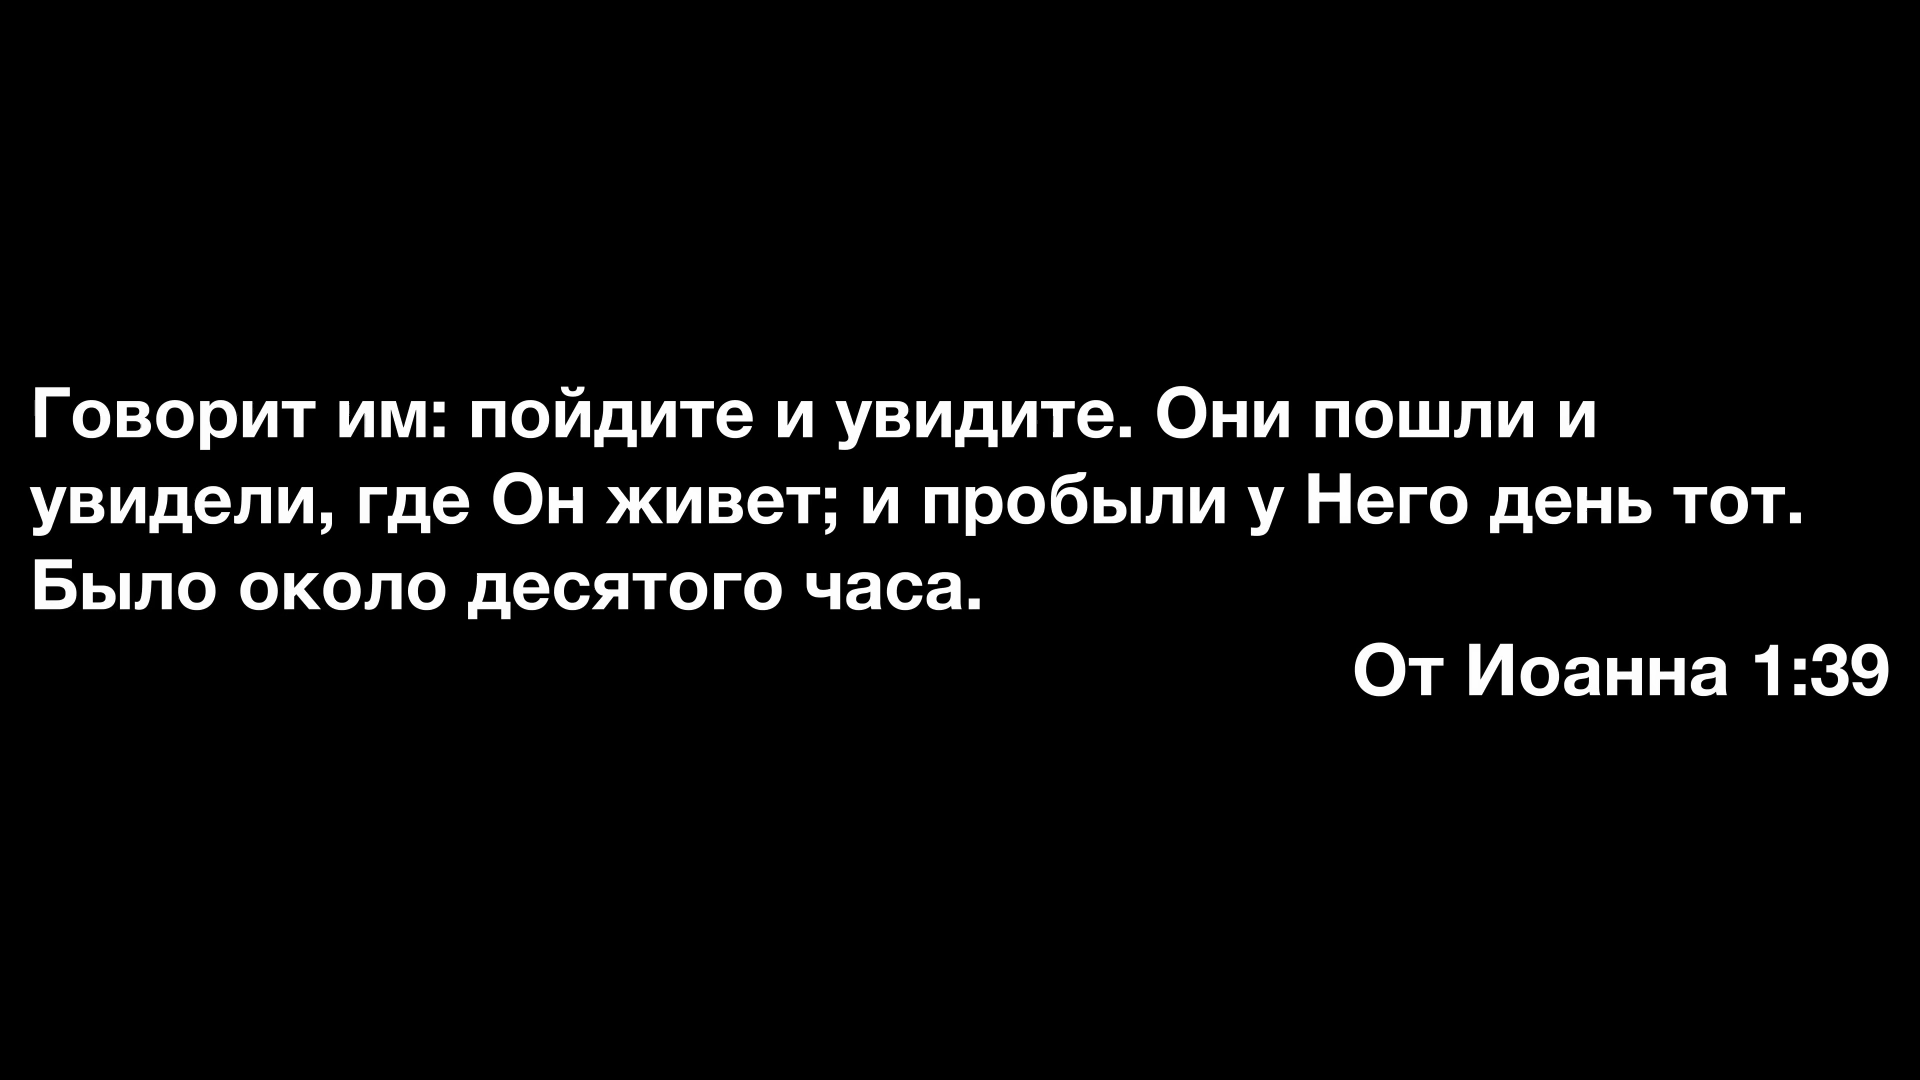 Говорит им: пойдите и увидите. Они пошли и
увидели, где Он живет; и пробыли у Него день тот.
Было около десятого часа.
От Иоанна 1:39